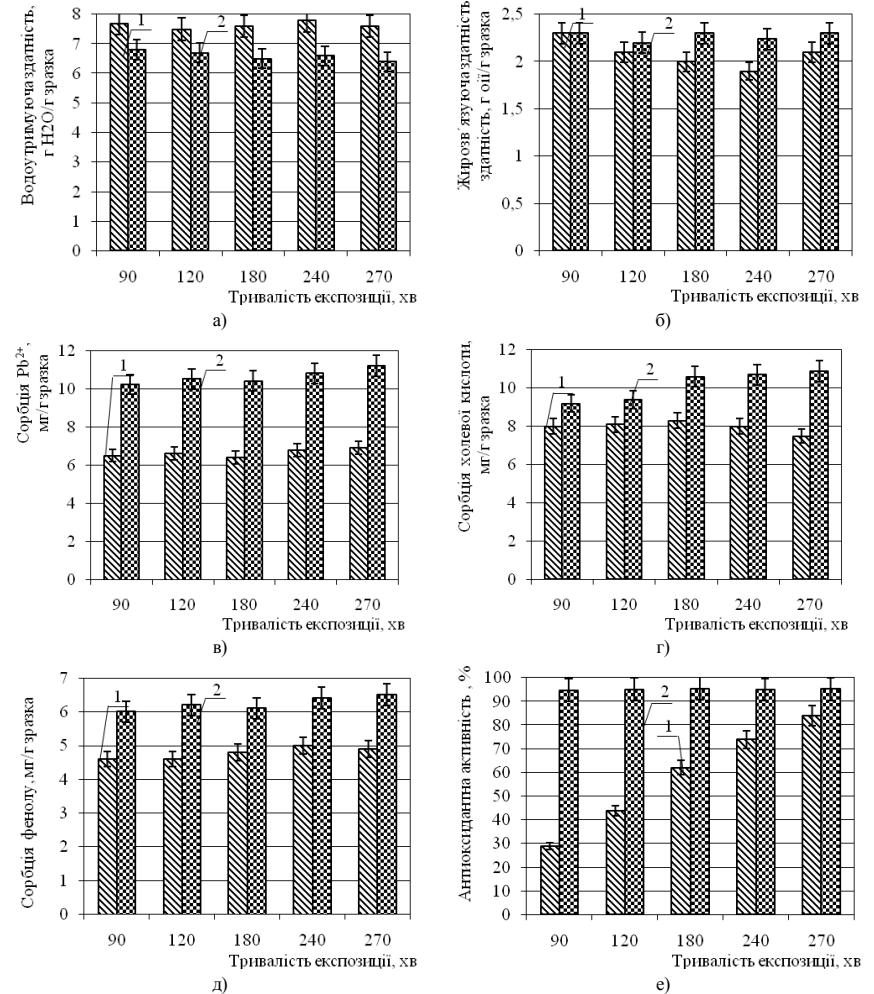 8
7
6
5
4
3
2
1
0
Водоутримуюча здатність,
г H2O/г зразка
1
2
90 120 180 240 270
Тривалість експозиції, хв
а)
2,5
2
1,5
1
0,5
0
Жирозв´язуюча здатність
здатність, г олії/г зразка
1
2
90 120 180 240 270
Тривалість експозиції, хв
б)
12
10
8
6
4
2
0
Сорбція Pb²⁺,
мг/г зразка
1
2
90 120 180 240 270
Тривалість експозиції, хв
в)
12
10
8
6
4
2
0
Сорбція холевої кислоти,
мг/г зразка
1
2
90 120 180 240 270
Тривалість експозиції, хв
г)
7
6
5
4
3
2
1
0
Сорбція фенолу, мг/г зразка
1
2
90 120 180 240 270
Тривалість експозиції, хв
д)
100
90
80
70
60
50
40
30
20
10
0
Антиоксидантна активність , %
2
1
90 120 180 240 270
Тривалість експозиції, хв
е)